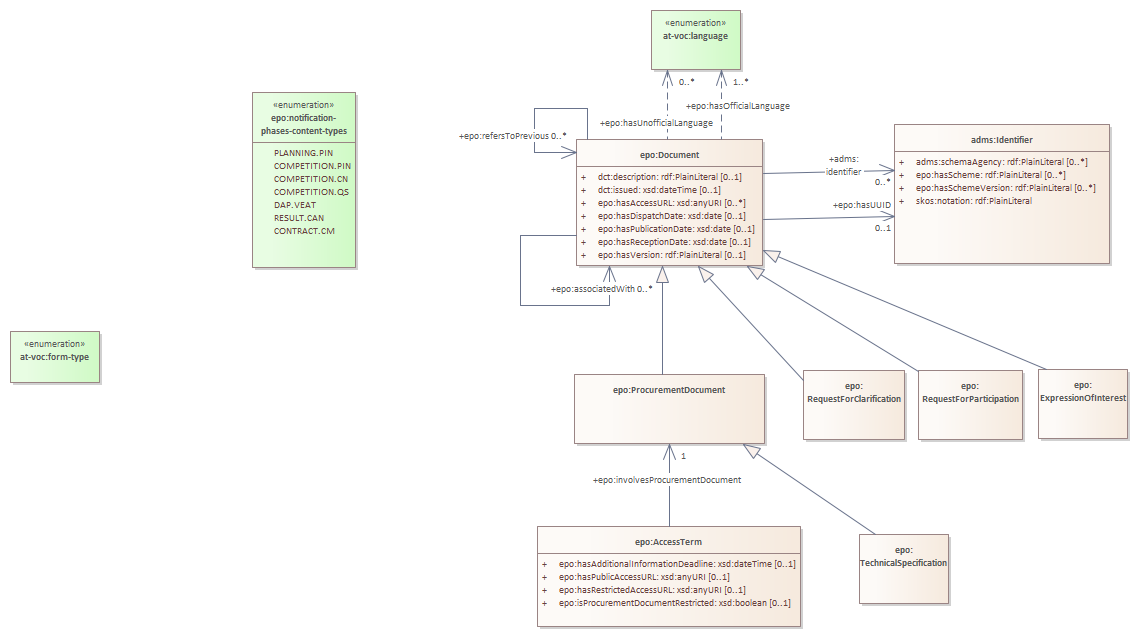 «enumeration»
at-voc:language
0..*
1..*
+epo:hasOfficialLanguage
+epo:hasUnofficialLanguage
«enumeration»
epo:notification-
phases-content-types
PLANNING.PIN
COMPETITION.PIN
COMPETITION.CN
COMPETITION.QS
DAP.VEAT
RESULT.CAN
CONTRACT.CM
+epo:refersToPrevious 0..*
epo:Document
+ dct:description: rdf:PlainLiteral [0..1]
+ dct:issued: xsd:dateTime [0..1]
+ epo:hasAccessURL: xsd:anyURI [0..*]
+ epo:hasDispatchDate: xsd:date [0..1]
+ epo:hasPublicationDate: xsd:date [0..1]
+ epo:hasReceptionDate: xsd:date [0..1]
+ epo:hasVersion: rdf:PlainLiteral [0..1]
+adms:
identifier
0..*
+epo:hasUUID
0..1
adms:Identifier
+ adms:schemaAgency: rdf:PlainLiteral [0..*]
+ epo:hasScheme: rdf:PlainLiteral [0..*]
+ epo:hasSchemeVersion: rdf:PlainLiteral [0..*]
+ skos:notation: rdf:PlainLiteral
+epo:associatedWith 0..*
«enumeration»
at-voc:form-type
epo:ProcurementDocument
epo:
RequestForClarification
epo:
RequestForParticipation
epo:
ExpressionOfInterest
1
+epo:involvesProcurementDocument
epo:AccessTerm
+ epo:hasAdditionalInformationDeadline: xsd:dateTime [0..1]
+ epo:hasPublicAccessURL: xsd:anyURI [0..1]
+ epo:hasRestrictedAccessURL: xsd:anyURI [0..1]
+ epo:isProcurementDocumentRestricted: xsd:boolean [0..1]
epo:
TechnicalSpecification